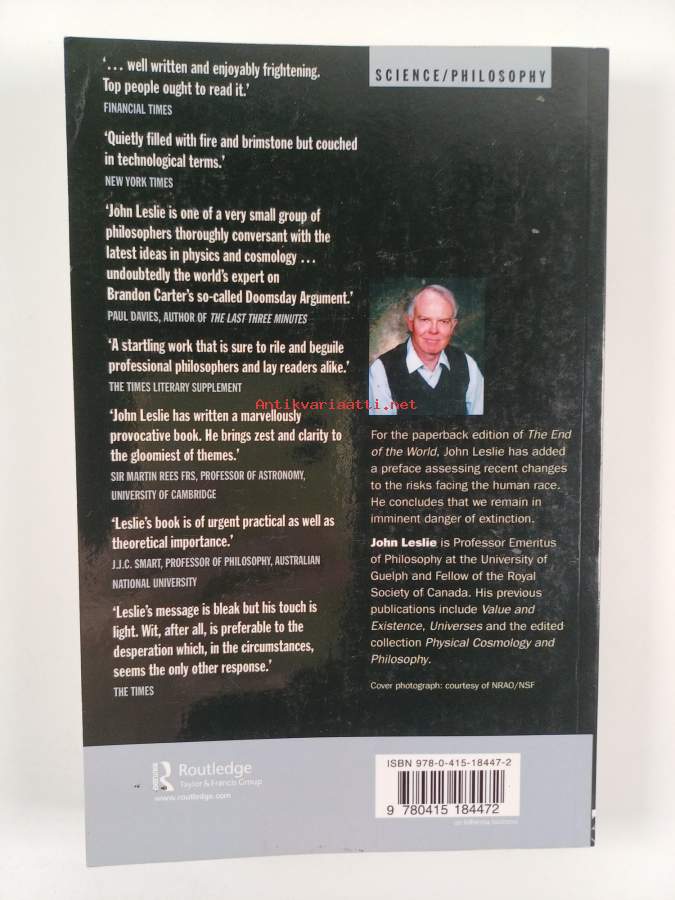 ‘… well written and enjoyably frightening.
Top people ought to read it.’
FINANCIAL TIMES
‘Quietly filled with fire and brimstone but couched
in technological terms.’
NEW YORK TIMES
‘John Leslie is one of a very small group of
philosophers thoroughly conversant with the
latest ideas in physics and cosmology …
undoubtedly the world’s expert on
Brandon Carter’s so-called Doomsday Argument.’
PAUL DAVIES, AUTHOR OF THE LAST THREE MINUTES
‘A startling work that is sure to rile and beguile
professional philosophers and lay readers alike.’
THE TIMES LITERARY SUPPLEMENT
‘John Leslie has written a marvellously
provocative book. He brings zest and clarity to
the gloomiest of themes.’
SIR MARTIN REES FRS, PROFESSOR OF ASTRONOMY,
UNIVERSITY OF CAMBRIDGE
‘Leslie’s book is of urgent practical as well as
theoretical importance.’
J.J.C. SMART, PROFESSOR OF PHILOSOPHY, AUSTRALIAN
NATIONAL UNIVERSITY
‘Leslie’s message is bleak but his touch is
light. Wit, after all, is preferable to the
desperation which, in the circumstances,
seems the only other response.’
THE TIMES
SCIENCE/PHILOSOPHY
Antikvariaatti.net
For the paperback edition of The End
of the World, John Leslie has added
a preface assessing recent changes
to the risks facing the human race.
He concludes that we remain in
imminent danger of extinction.
John Leslie is Professor Emeritus
of Philosophy at the University of
Guelph and Fellow of the Royal
Society of Canada. His previous
publications include Value and
Existence, Universes and the edited
collection Physical Cosmology and
Philosophy.
Cover photograph: courtesy of NRAO/NSF
ROUTLEDGE
Routledge
Taylor & Francis Group
www.routledge.com
ISBN 978-0-415-18447-2
9 780415 184472